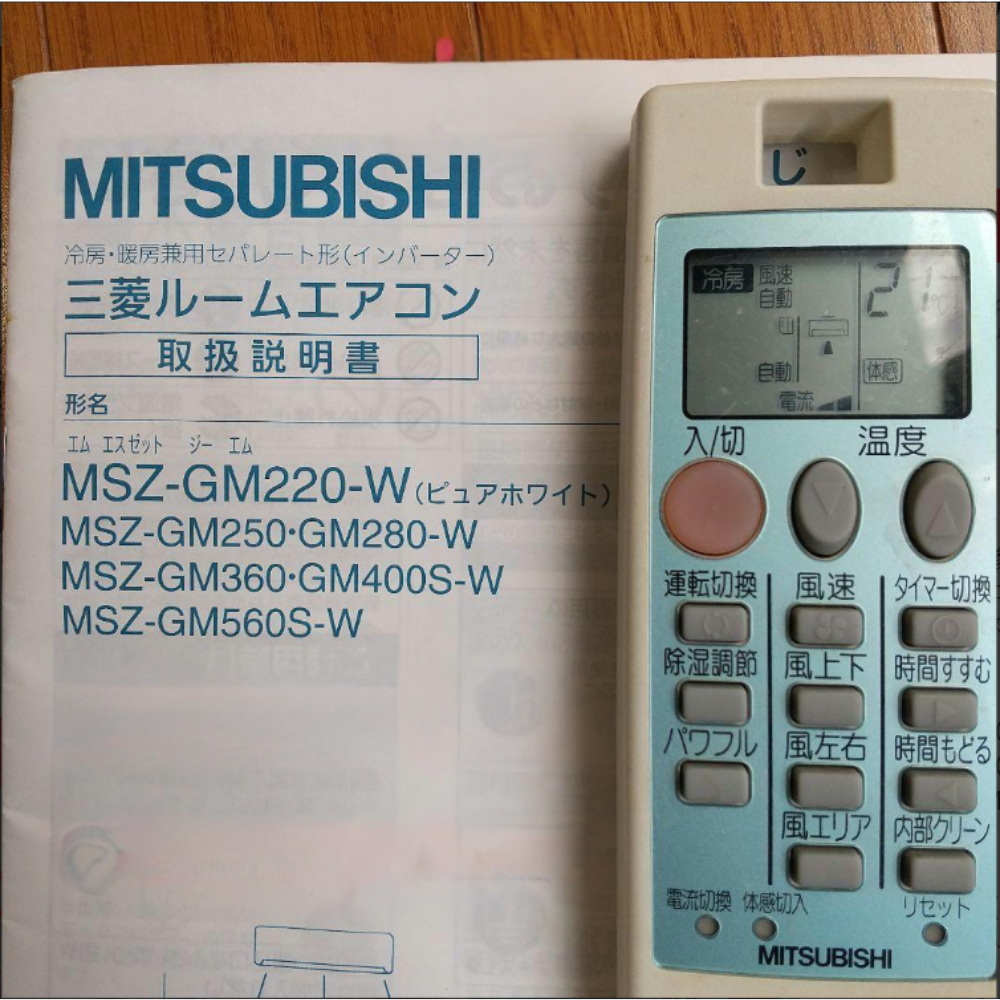 MITSUBISHI
冷房・暖房兼用セパレート形(インバーター)
三菱ルームエアコン
取扱説明書
形名
エム エスゼット ジー エム
MSZ-GM220-W(ピュアホワイト)
MSZ-GM250・GM280-W
MSZ-GM360・GM400S-W
MSZ-GM560S-W
じ
冷房 風速 21℃
自動
自動 体感
電流
入/切 温度
運転切換 風速 タイマー切換
除湿調節 風上下 時間すすむ
パワフル 風左右 時間もどる
風エリア 内部クリーン
電流切換 体感切入 リセット
MITSUBISHI